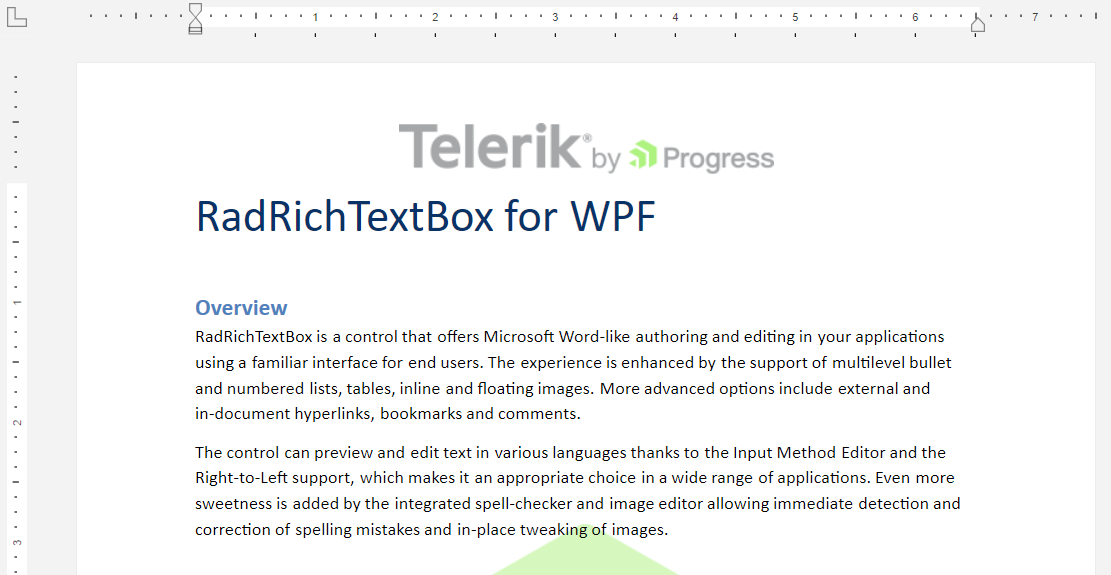 1 2 3 4 5 6 7
Telerik® by Progress
RadRichTextBox for WPF
Overview
RadRichTextBox is a control that offers Microsoft Word-like authoring and editing in your applications
using a familiar interface for end users. The experience is enhanced by the support of multilevel bullet
and numbered lists, tables, inline and floating images. More advanced options include external and
in-document hyperlinks, bookmarks and comments.
The control can preview and edit text in various languages thanks to the Input Method Editor and the
Right-to-Left support, which makes it an appropriate choice in a wide range of applications. Even more
sweetness is added by the integrated spell-checker and image editor allowing immediate detection and
correction of spelling mistakes and in-place tweaking of images.
1
2
3